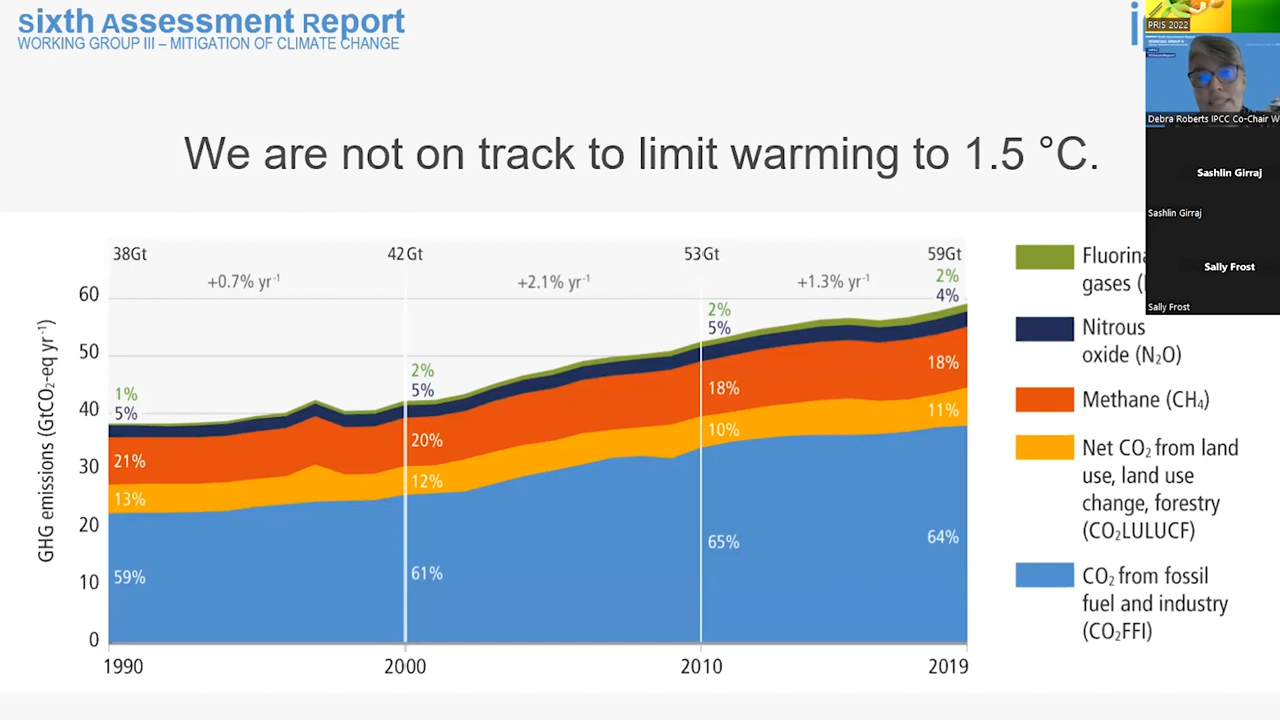 sixth Assessment Report
WORKING GROUP III – MITIGATION OF CLIMATE CHANGE
PRIS 2022
Debra Roberts IPCC Co-Chair W
Sashlin Girraj
Sashlin Girraj
Sally Frost
Sally Frost
We are not on track to limit warming to 1.5 °C.
GHG emissions (GtCO₂-eq yr⁻¹)
60
50
40
30
20
10
0
38Gt
42 Gt
53 Gt
59Gt
+0.7% yr⁻¹
+2.1% yr⁻¹
+1.3% yr⁻¹
1%
5%
21%
13%
59%
2%
5%
20%
12%
61%
2%
5%
18%
10%
65%
2%
4%
18%
11%
64%
1990
2000
2010
2019
gases
Nitrous
oxide (N₂O)
Methane (CH₄)
Net CO₂ from land
use, land use
change, forestry
(CO₂LULUCF)
CO₂ from fossil
fuel and industry
(CO₂FFI)